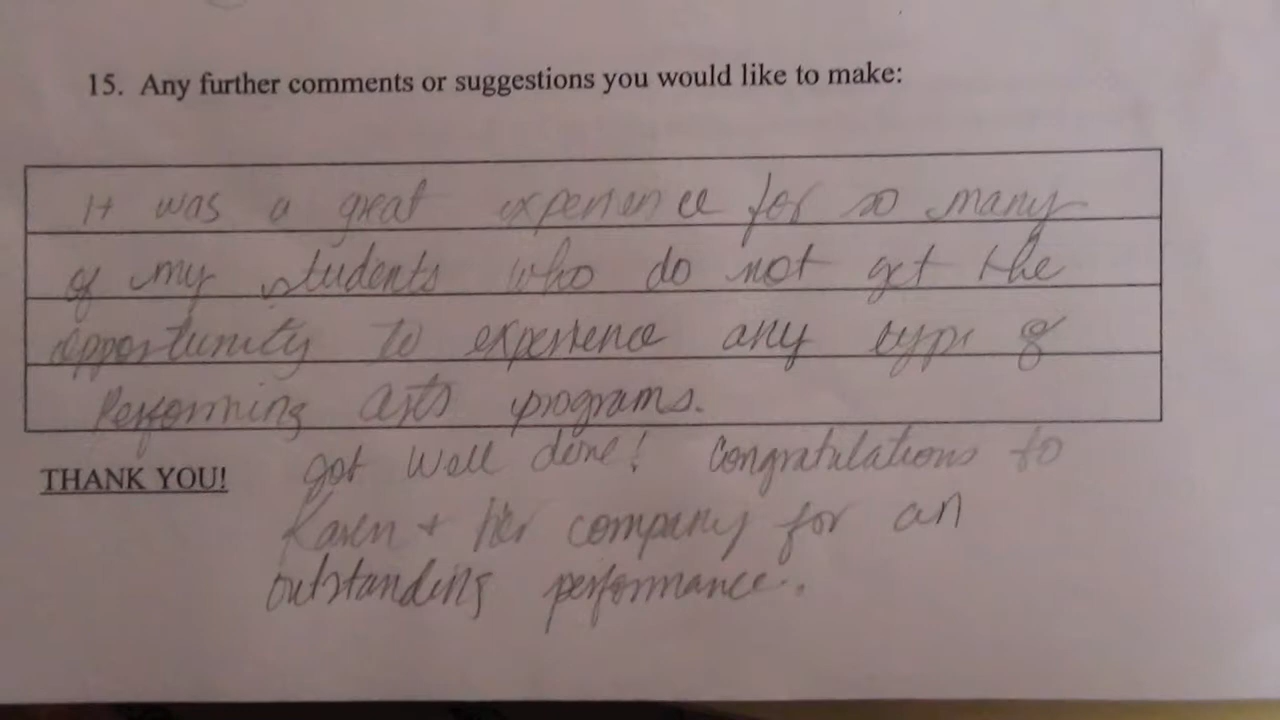 15. Any further comments or suggestions you would like to make:
It was a great experience for so many
of my students who do not get the
opportunity to experience any type of
Performing arts programs.
THANK YOU! got well done! Congratulations to
Karen + her company for an
outstanding performance.